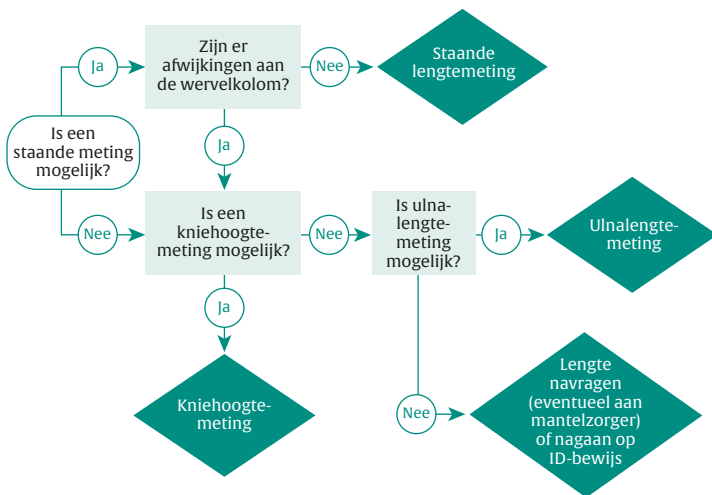 Is een
staande meting
mogelijk?
Ja
Zijn er
afwijkingen aan
de wervelkolom?
Nee
Staande
lengtemeting
Ja
Nee
Is een
kniehoogte-
meting mogelijk?
Nee
Is ulna-
lengte-
meting
mogelijk?
Ja
Ulnalengte-
meting
Ja
Kniehoogte-
meting
Nee
Lengte
navragen
(eventueel aan
mantelzorger)
of nagaan op
ID-bewijs